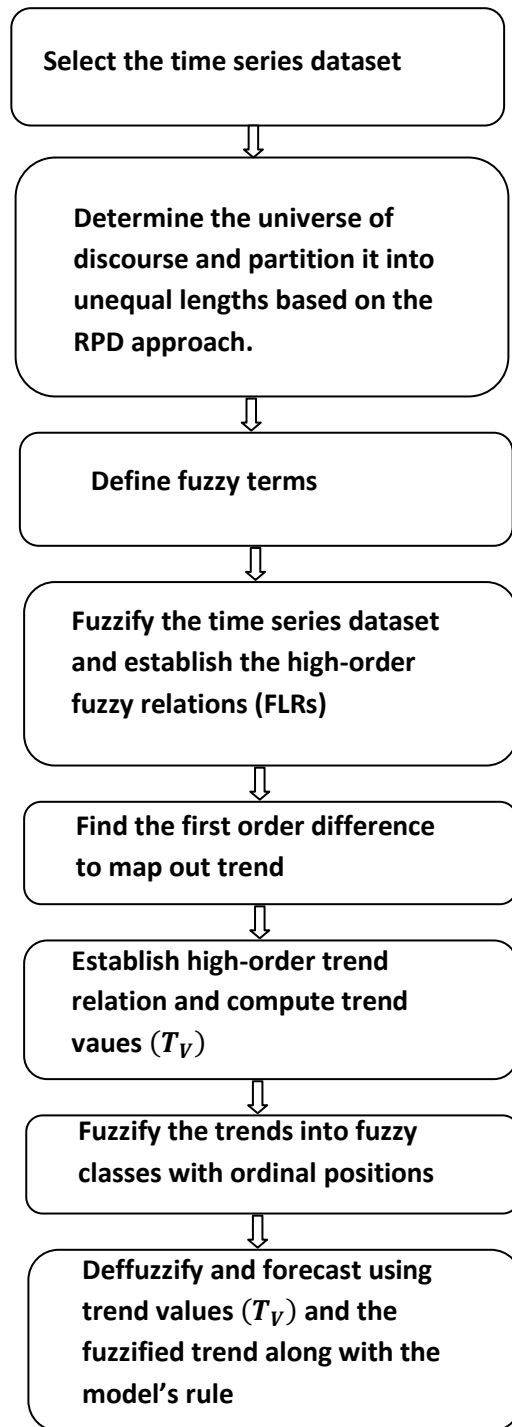 Select the time series dataset
Determine the universe of
discourse and partition it into
unequal lengths based on the
RPD approach.
Define fuzzy terms
Fuzzify the time series dataset
and establish the high-order
fuzzy relations (FLRs)
Find the first order difference
to map out trend
Establish high-order trend
relation and compute trend
vaues (T_V)
Fuzzify the trends into fuzzy
classes with ordinal positions
Deffuzzify and forecast using
trend values (T_V) and the
fuzzified trend along with the
model’s rule